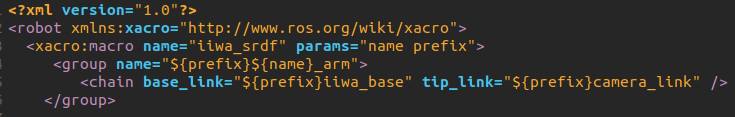 <?xml version="1.0"?>
<robot xmlns:xacro="http://www.ros.org/wiki/xacro">
  <xacro:macro name="iiwa_srdf" params="name prefix">
    <group name="${prefix}${name}_arm">
        <chain base_link="${prefix}iiwa_base" tip_link="${prefix}camera_link" />
    </group>